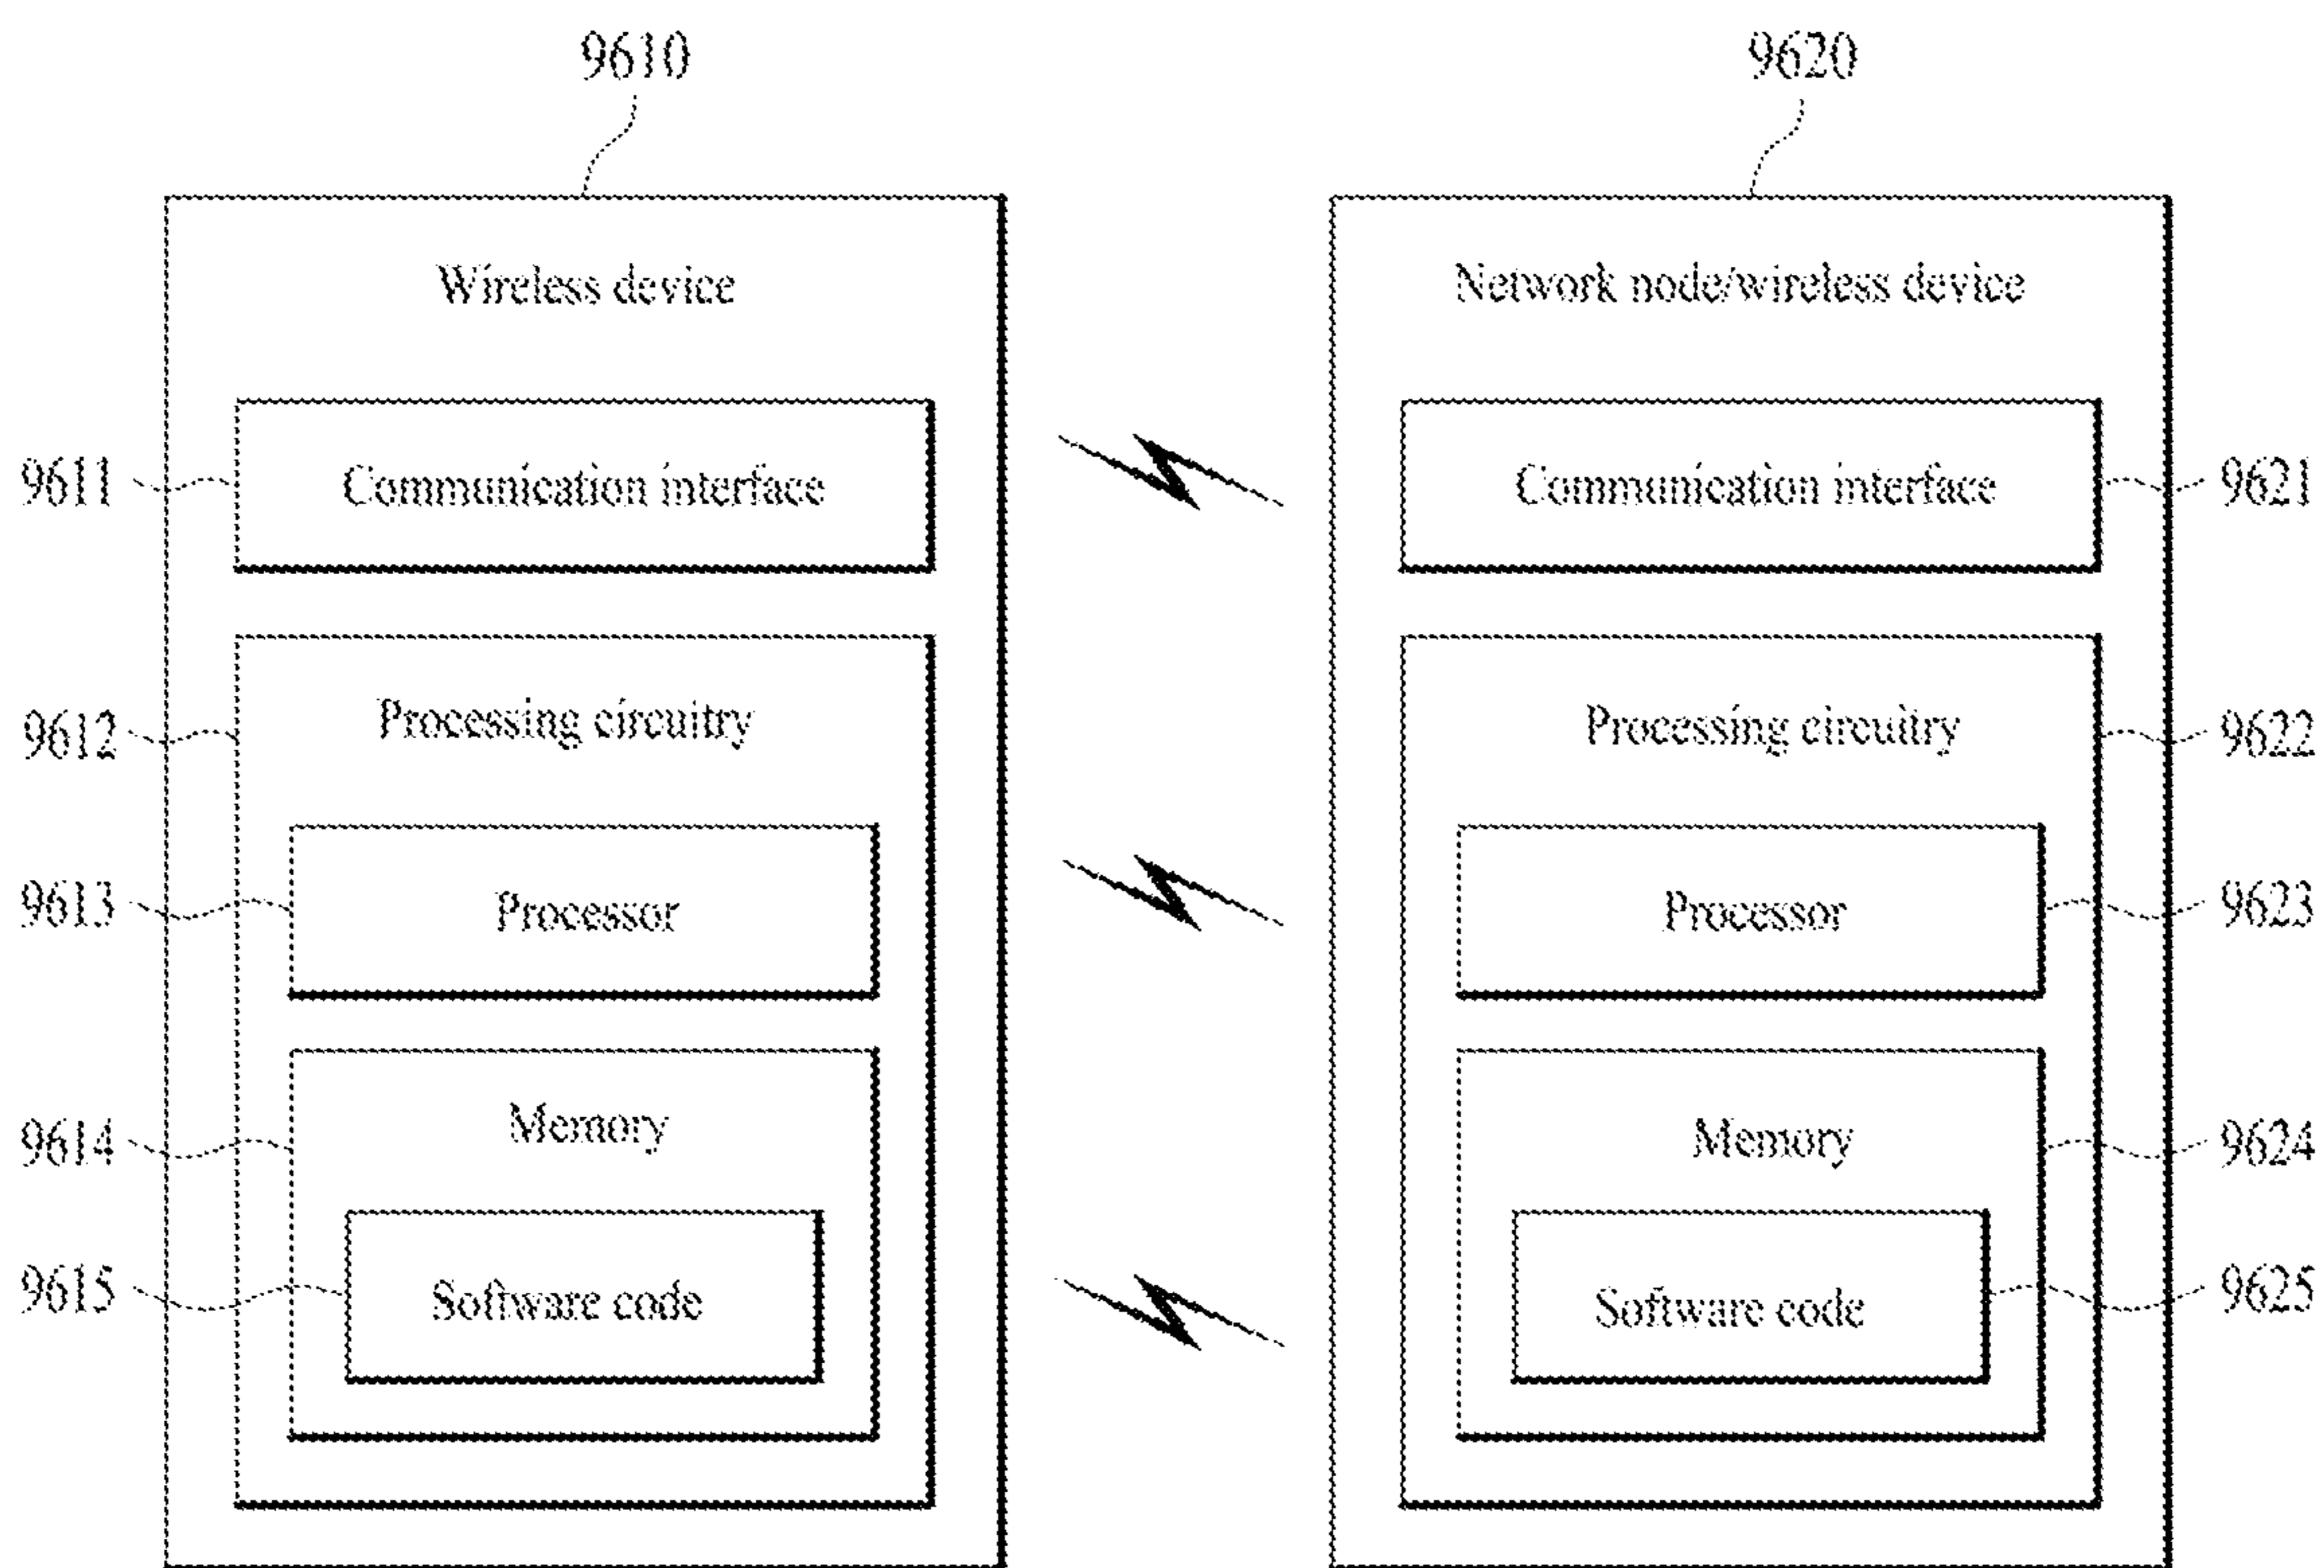 9610
9620
Wireless device
Network node/wireless device
9611
Communication interface
Communication interface
9621
9612
Processing circuitry
Processing circuitry
9622
9613
Processor
Processor
9623
9614
Memory
Memory
9624
9615
Software code
Software code
9625